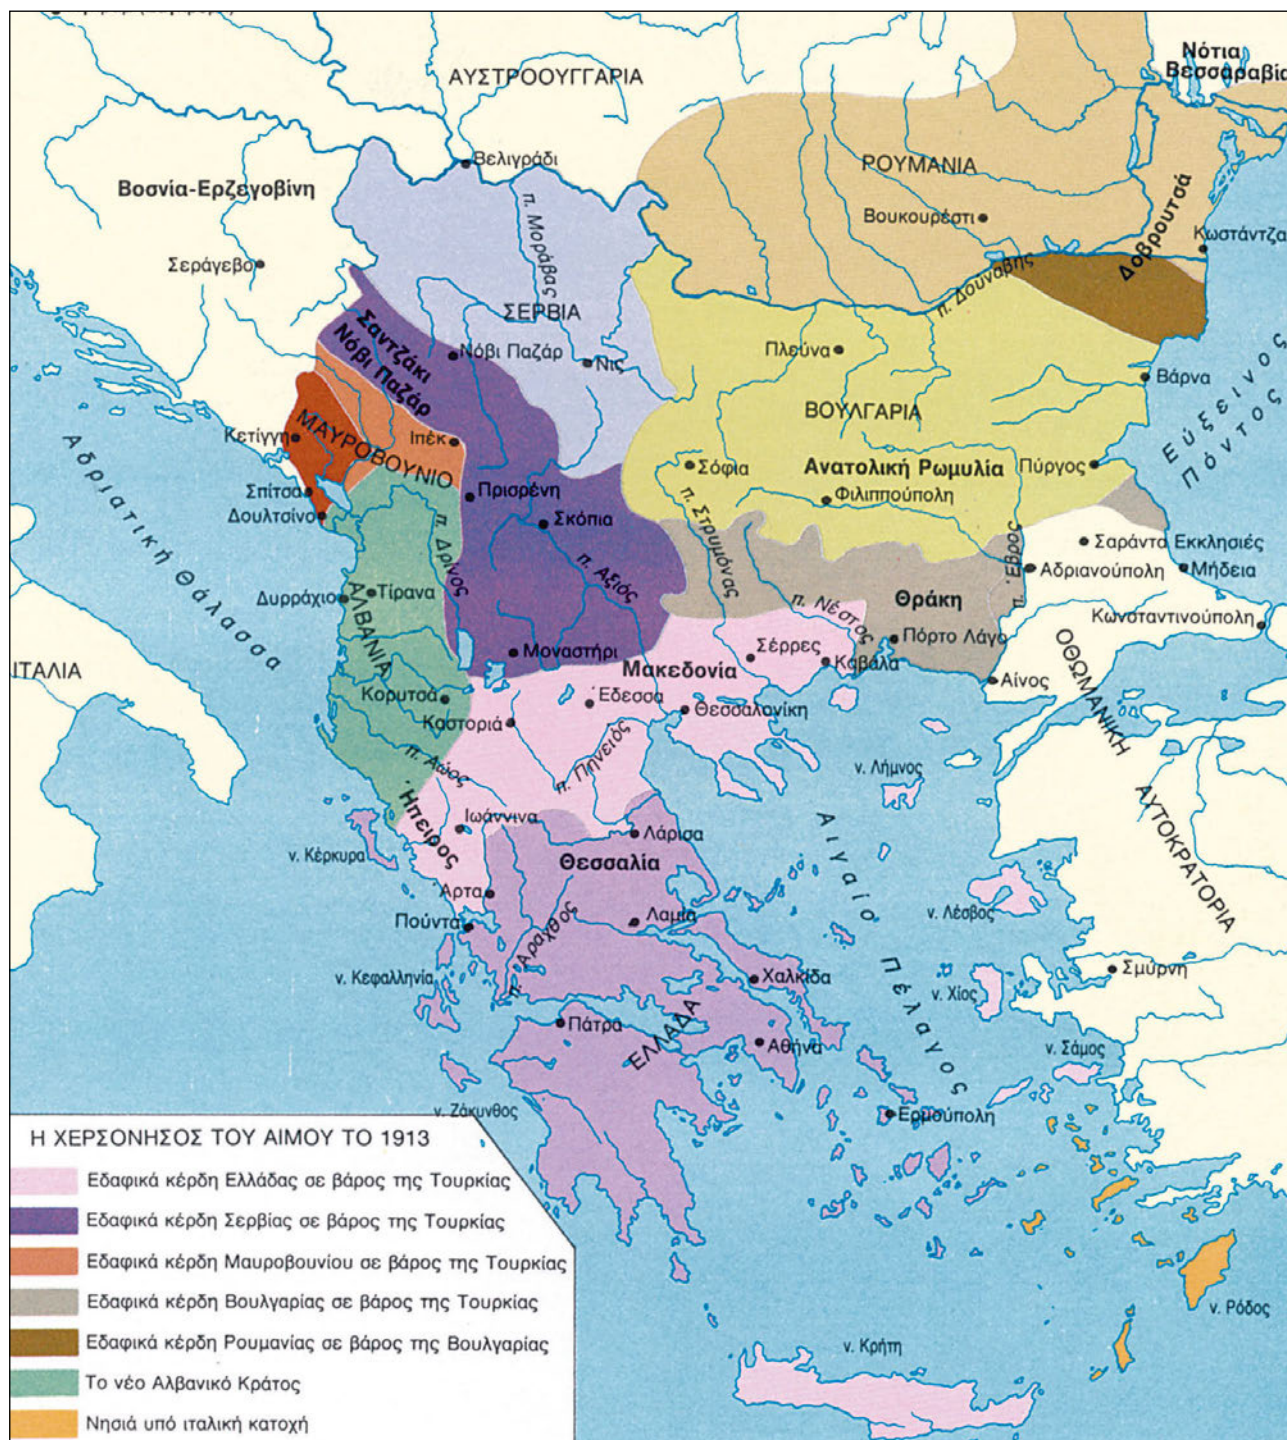 ΑΥΣΤΡΟΟΥΓΓΑΡΙΑ
Νότια
Βεσσαραβία
Βελιγράδι
Βοσνία-Ερζεγοβίνη
ΡΟΥΜΑΝΙΑ
π. Μοράβας
Βουκουρέστι
Δοβρουτσά
Κωστάντζα
Σεράγεβο
π. Δούναβης
ΣΕΡΒΙΑ
Σαντζάκι
Νόβι Παζάρ
Νόβι Παζάρ
Νις
Πλεύνα
Βάρνα
Εύξεινος
Πόντος
ΒΟΥΛΓΑΡΙΑ
Κετίγγη
ΜΑΥΡΟΒΟΥΝΙΟ
Ιπέκ
Σόφια
Ανατολική Ρωμυλία
Πύργος
Αδριατική Θάλασσα
Σπίτσα
Πρισρένη
Φιλιππούπολη
Δουλτσίνο
π. Δρίνος
Σκόπια
π. Στρυμόνας
π. Έβρος
Σαράντα Εκκλησιές
π. Αξιός
Αδριανούπολη
Μήδεια
Δυρράχιο
Τίρανα
ΑΛΒΑΝΙΑ
π. Νέστος
Θράκη
Κωνσταντινούπολη
Πόρτο Λάγο
ΙΤΑΛΙΑ
Μοναστήρι
Μακεδονία
Σέρρες
Καβάλα
Αίνος
ΟΘΩΜΑΝΙΚΗ
ΑΥΤΟΚΡΑΤΟΡΙΑ
Κορυτσά
Έδεσσα
Καστοριά
Θεσσαλονίκη
π. Αώος
π. Πηνειός
ν. Λήμνος
Ήπειρος
Ιωάννινα
Λάρισα
ν. Κέρκυρα
Θεσσαλία
Αιγαίο Πέλαγος
Άρτα
ν. Λέσβος
Πούντα
π. Άραχθος
Λαμία
ν. Κεφαλληνία
Χαλκίδα
Σμύρνη
ν. Χίος
Πάτρα
ΕΛΛΑΔΑ
Αθήνα
ν. Σάμος
ν. Ζάκυνθος
Ερμούπολη
ν. Ρόδος
ν. Κρήτη
Η ΧΕΡΣΟΝΗΣΟΣ ΤΟΥ ΑΙΜΟΥ ΤΟ 1913
Εδαφικά κέρδη Ελλάδας σε βάρος της Τουρκίας
Εδαφικά κέρδη Σερβίας σε βάρος της Τουρκίας
Εδαφικά κέρδη Μαυροβουνίου σε βάρος της Τουρκίας
Εδαφικά κέρδη Βουλγαρίας σε βάρος της Τουρκίας
Εδαφικά κέρδη Ρουμανίας σε βάρος της Βουλγαρίας
Το νέο Αλβανικό Κράτος
Νησιά υπό ιταλική κατοχή